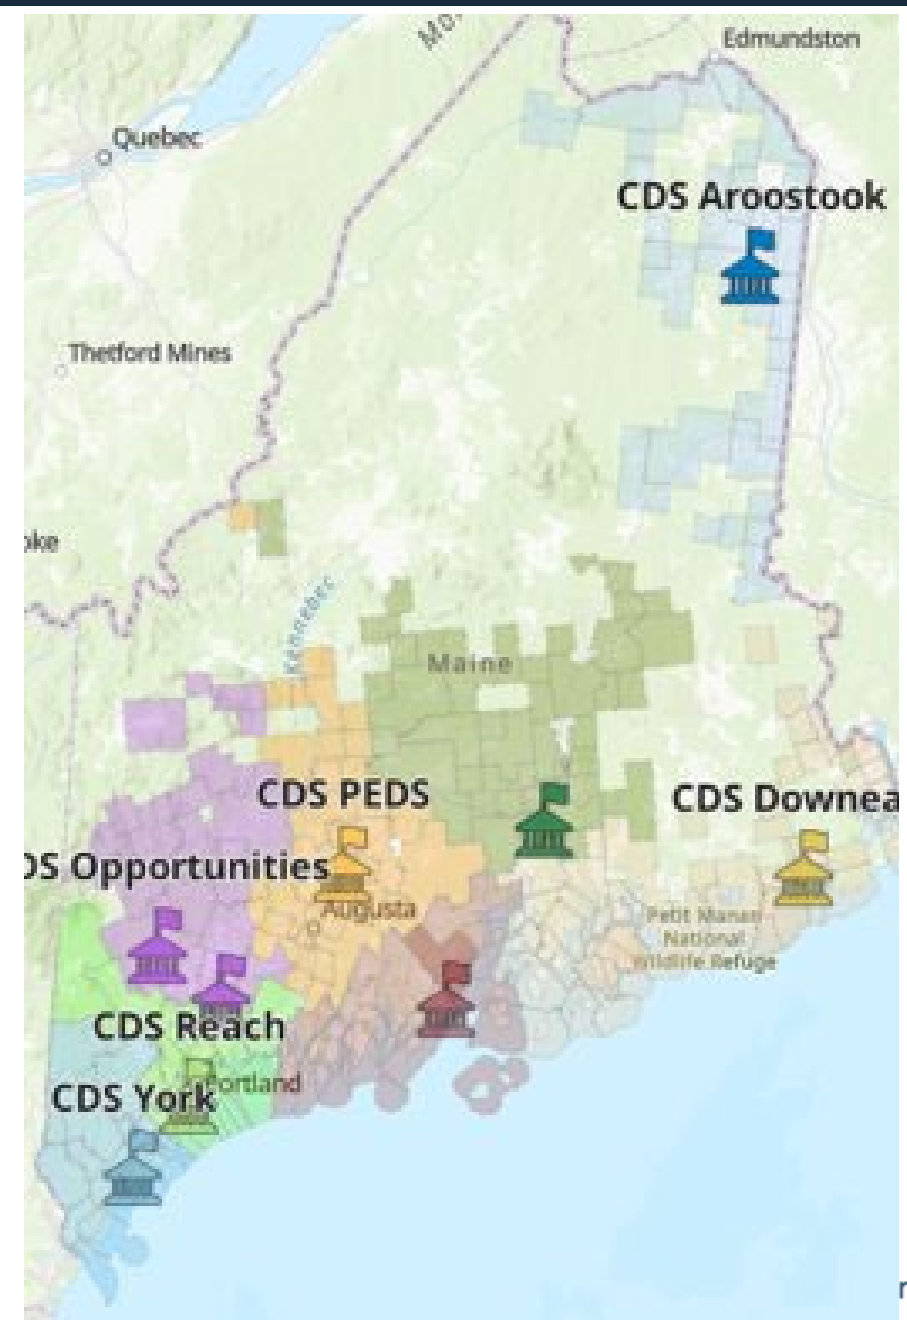 Edmundston
Quebec
CDS Aroostook
Thetford Mines
oke
Kennebec
Maine
CDS PEDS
CDS Downea
DS Opportunities
Augusta
Petit Manan
National
Wildlife Refuge
CDS Reach
Portland
CDS York